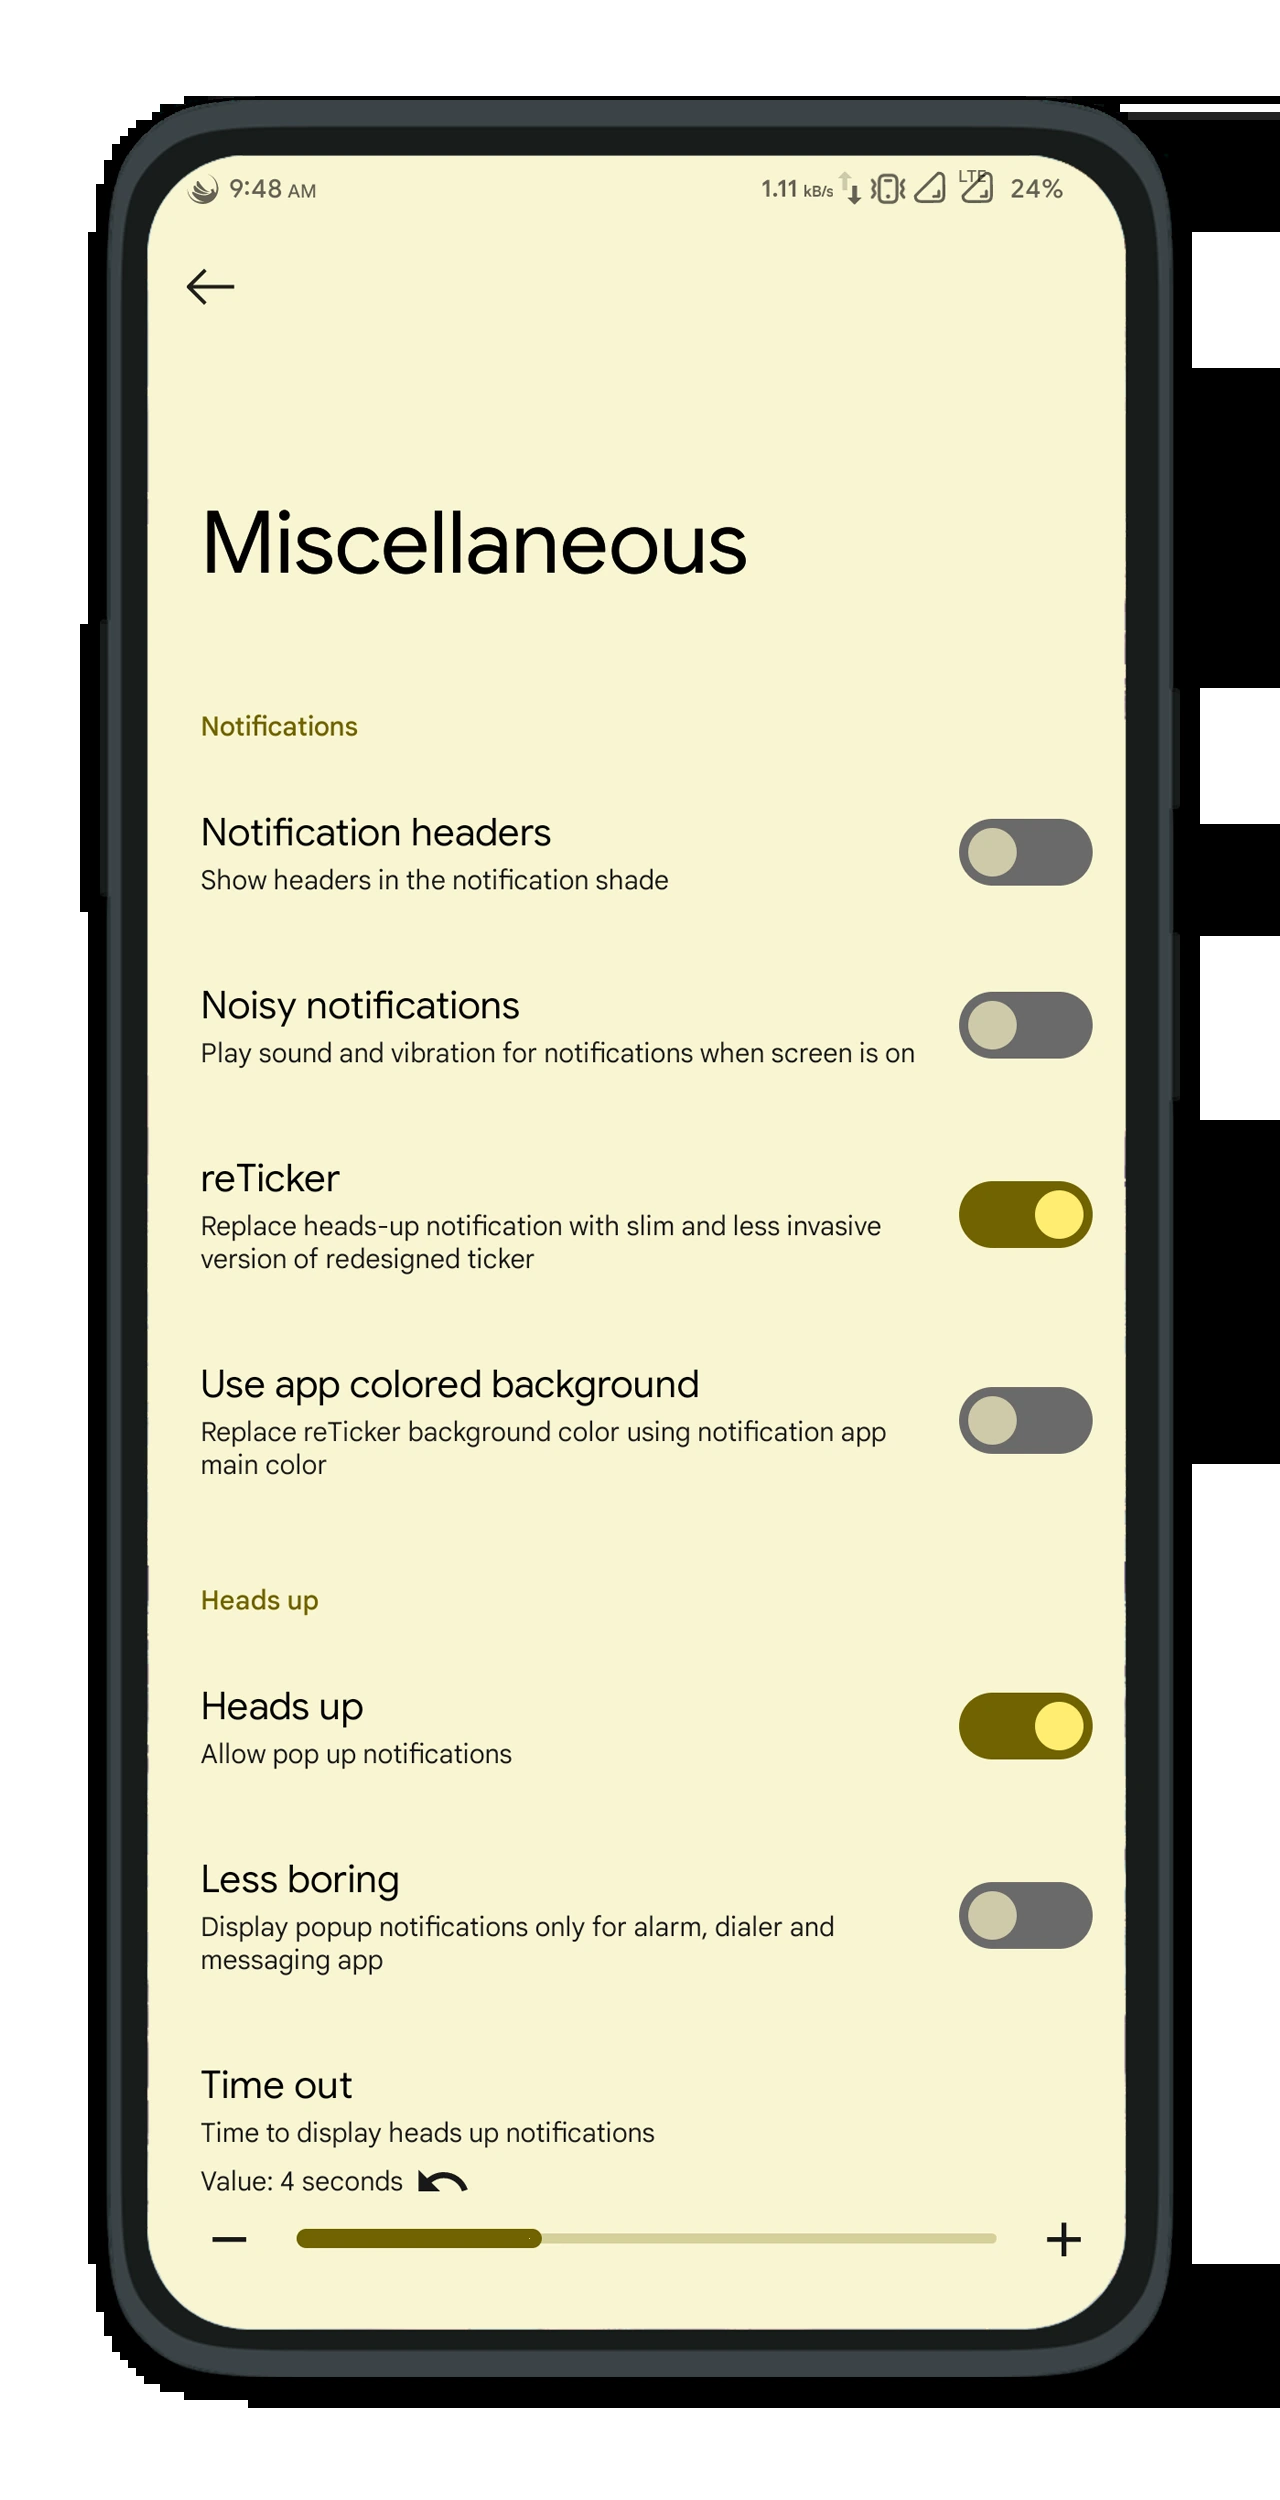 9:48 AM 1.11 kB/s LTE 24%
Miscellaneous
Notifications
Notification headers
Show headers in the notification shade
Noisy notifications
Play sound and vibration for notifications when screen is on
reTicker
Replace heads-up notification with slim and less invasive
version of redesigned ticker
Use app colored background
Replace reTicker background color using notification app
main color
Heads up
Heads up
Allow pop up notifications
Less boring
Display popup notifications only for alarm, dialer and
messaging app
Time out
Time to display heads up notifications
Value: 4 seconds